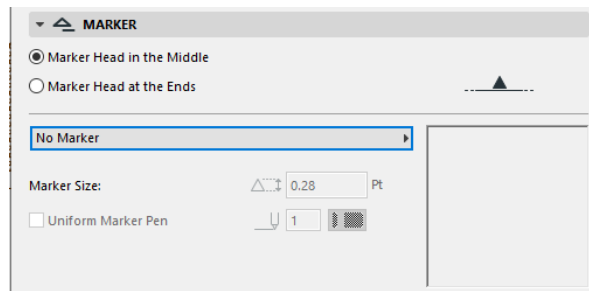 MARKER
Marker Head in the Middle
Marker Head at the Ends
No Marker
Marker Size: 0.28 Pt
Uniform Marker Pen 1